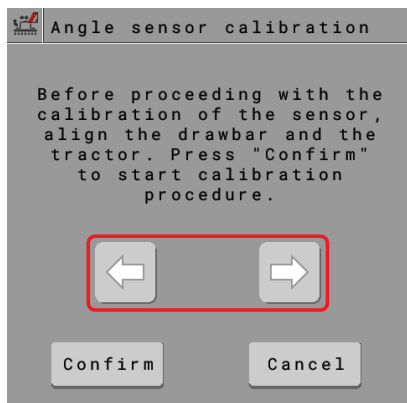 Angle sensor calibration
Before proceeding with the
calibration of the sensor,
align the drawbar and the
tractor. Press "Confirm"
to start calibration
procedure.
Confirm
Cancel